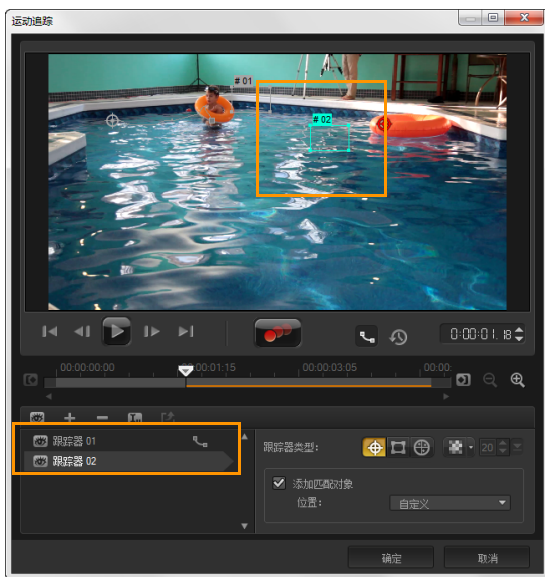 运动追踪
# 01
# 02
0:00:01.18
00:00:00:00
00:00:01:15
00:00:03:05
00:00:
跟踪器 01
跟踪器 02
跟踪器类型:
20
添加匹配对象
位置:
自定义
确定
取消